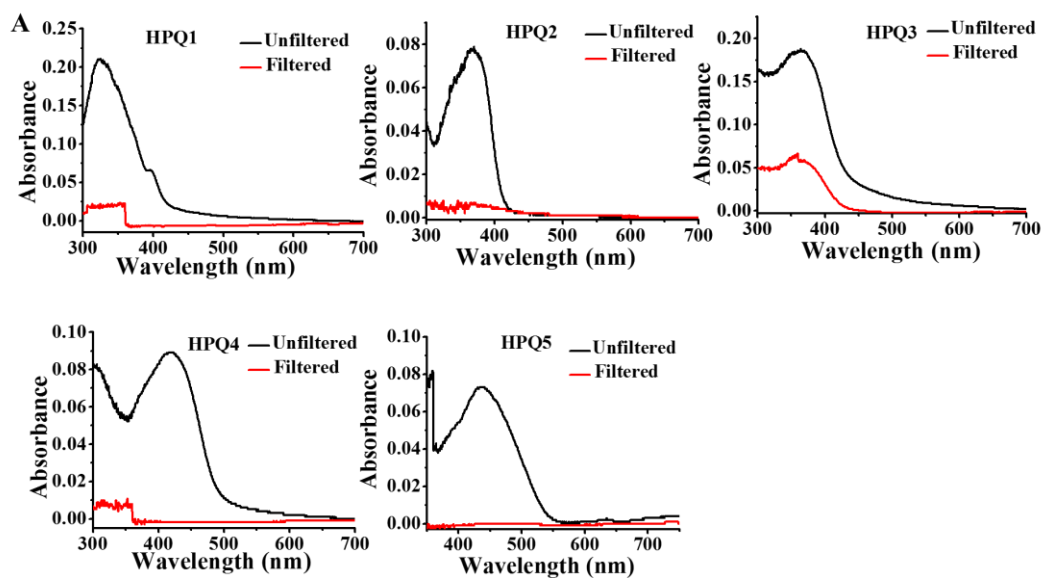 A
HPQ1
Unfiltered
Filtered
0.25
0.20
0.15
0.10
0.05
0.00
300 400 500 600 700
Wavelength (nm)
Absorbance
HPQ2
Unfiltered
Filtered
0.08
0.04
0.00
300 400 500 600 700
Wavelength (nm)
Absorbance
HPQ3
Unfiltered
Filtered
0.20
0.15
0.10
0.05
0.00
300 400 500 600 700
Wavelength (nm)
Absorbance
HPQ4
Unfiltered
Filtered
0.10
0.08
0.06
0.04
0.02
0.00
300 400 500 600 700
Wavelength (nm)
Absorbance
HPQ5
Unfiltered
Filtered
0.10
0.08
0.06
0.04
0.02
0.00
400 500 600 700
Wavelength (nm)
Absorbance